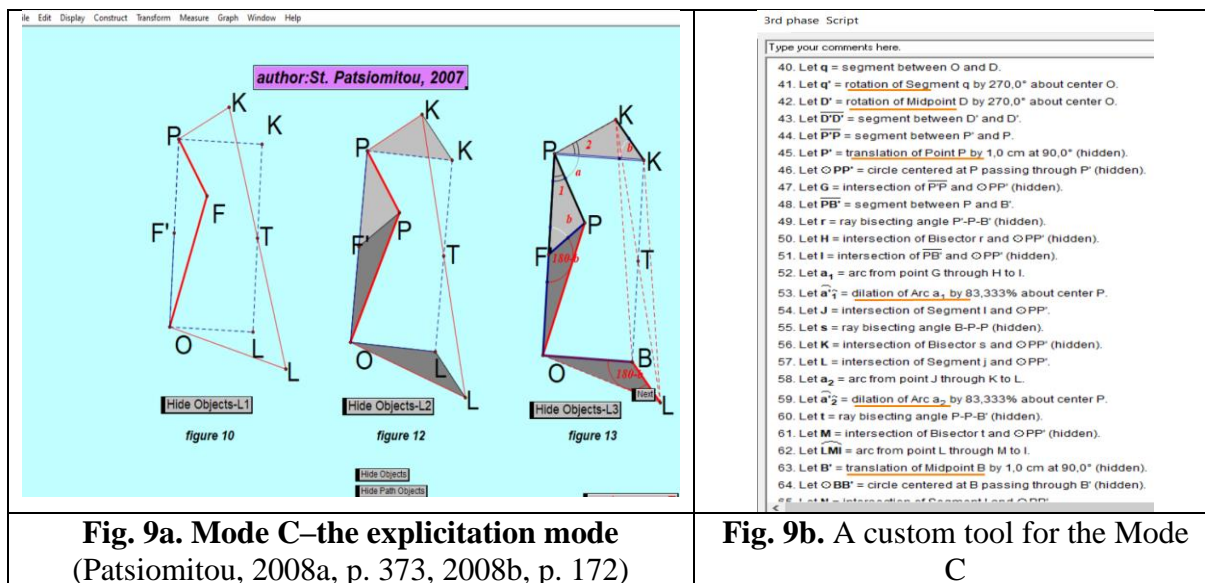 ile Edit Display Construct Transform Measure Graph Window Help
author:St. Patsiomitou, 2007
K
P
K
F
F'
T
O
L
L
Hide Objects-L1
figure 10
K
P
K
P
F'
T
O
L
L
Hide Objects-L2
figure 12
K
2
b
P
K
a
1
b
P
F'
180-b
T
O
B
180-a
Next
L
Hide Objects-L3
figure 13
Hide Objects
Hide Path Objects
3rd phase Script
Type your comments here.
40. Let q = segment between O and D.
41. Let q' = rotation of Segment q by 270,0° about center O.
42. Let D' = rotation of Midpoint D by 270,0° about center O.
43. Let D'D' = segment between D' and D'.
44. Let P'P = segment between P' and P.
45. Let P' = translation of Point P by 1,0 cm at 90,0° (hidden).
46. Let ⊙PP' = circle centered at P passing through P' (hidden).
47. Let G = intersection of P'P and ⊙PP' (hidden).
48. Let PB' = segment between P and B'.
49. Let r = ray bisecting angle P'-P-B' (hidden).
50. Let H = intersection of Bisector r and ⊙PP' (hidden).
51. Let I = intersection of PB' and ⊙PP' (hidden).
52. Let a₁ = arc from point G through H to I.
53. Let a'₁ = dilation of Arc a₁ by 83,333% about center P.
54. Let J = intersection of Segment l and ⊙PP'.
55. Let s = ray bisecting angle B-P-P (hidden).
56. Let K = intersection of Bisector s and ⊙PP' (hidden).
57. Let L = intersection of Segment j and ⊙PP'.
58. Let a₂ = arc from point J through K to L.
59. Let a'₂ = dilation of Arc a₂ by 83,333% about center P.
60. Let t = ray bisecting angle P-P-B' (hidden).
61. Let M = intersection of Bisector t and ⊙PP' (hidden).
62. Let LMI = arc from point L through M to I.
63. Let B' = translation of Midpoint B by 1,0 cm at 90,0° (hidden).
64. Let ⊙BB' = circle centered at B passing through B' (hidden).
Fig. 9a. Mode C–the explicitation mode
(Patsiomitou, 2008a, p. 373, 2008b, p. 172)
Fig. 9b. A custom tool for the Mode
C